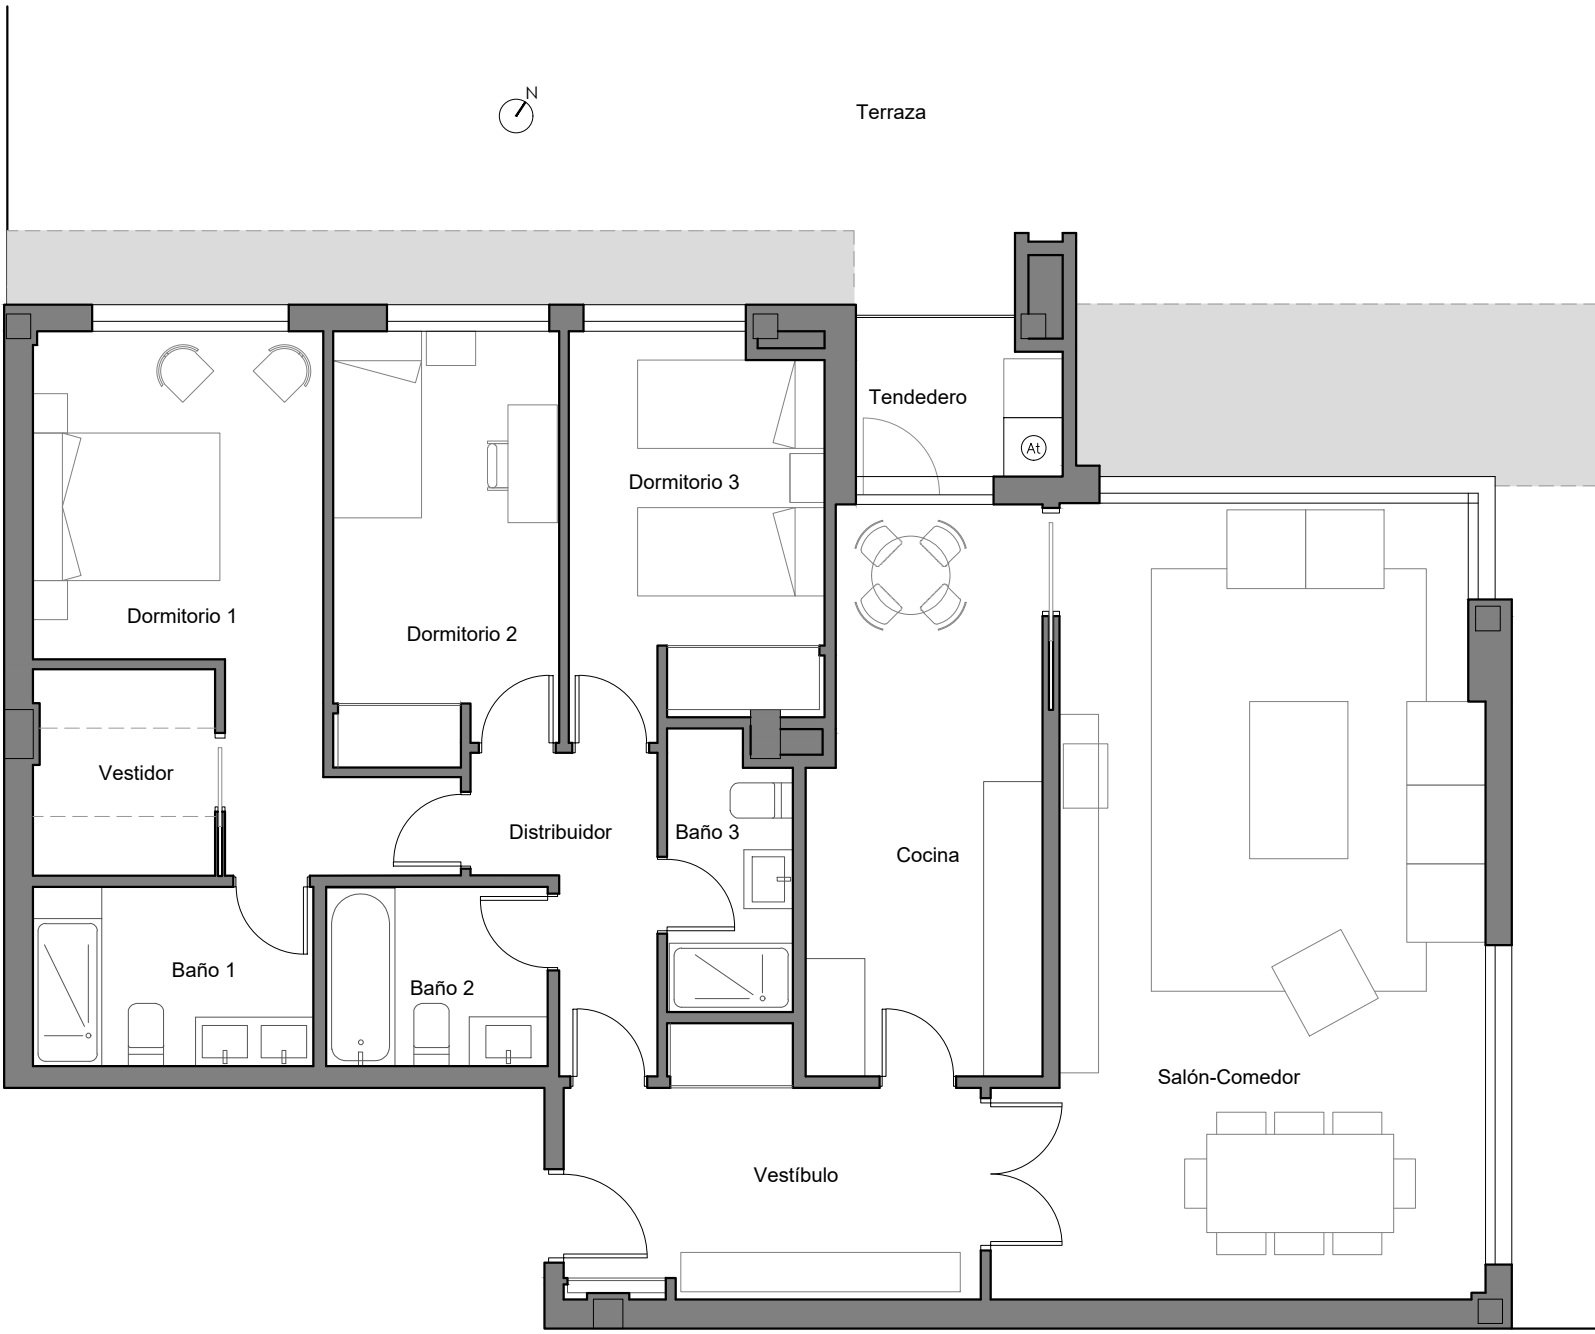 N
Terraza
Tendedero
At
Dormitorio 3
Dormitorio 1
Dormitorio 2
Vestidor
Distribuidor
Baño 3
Cocina
Baño 1
Baño 2
Salón-Comedor
Vestíbulo